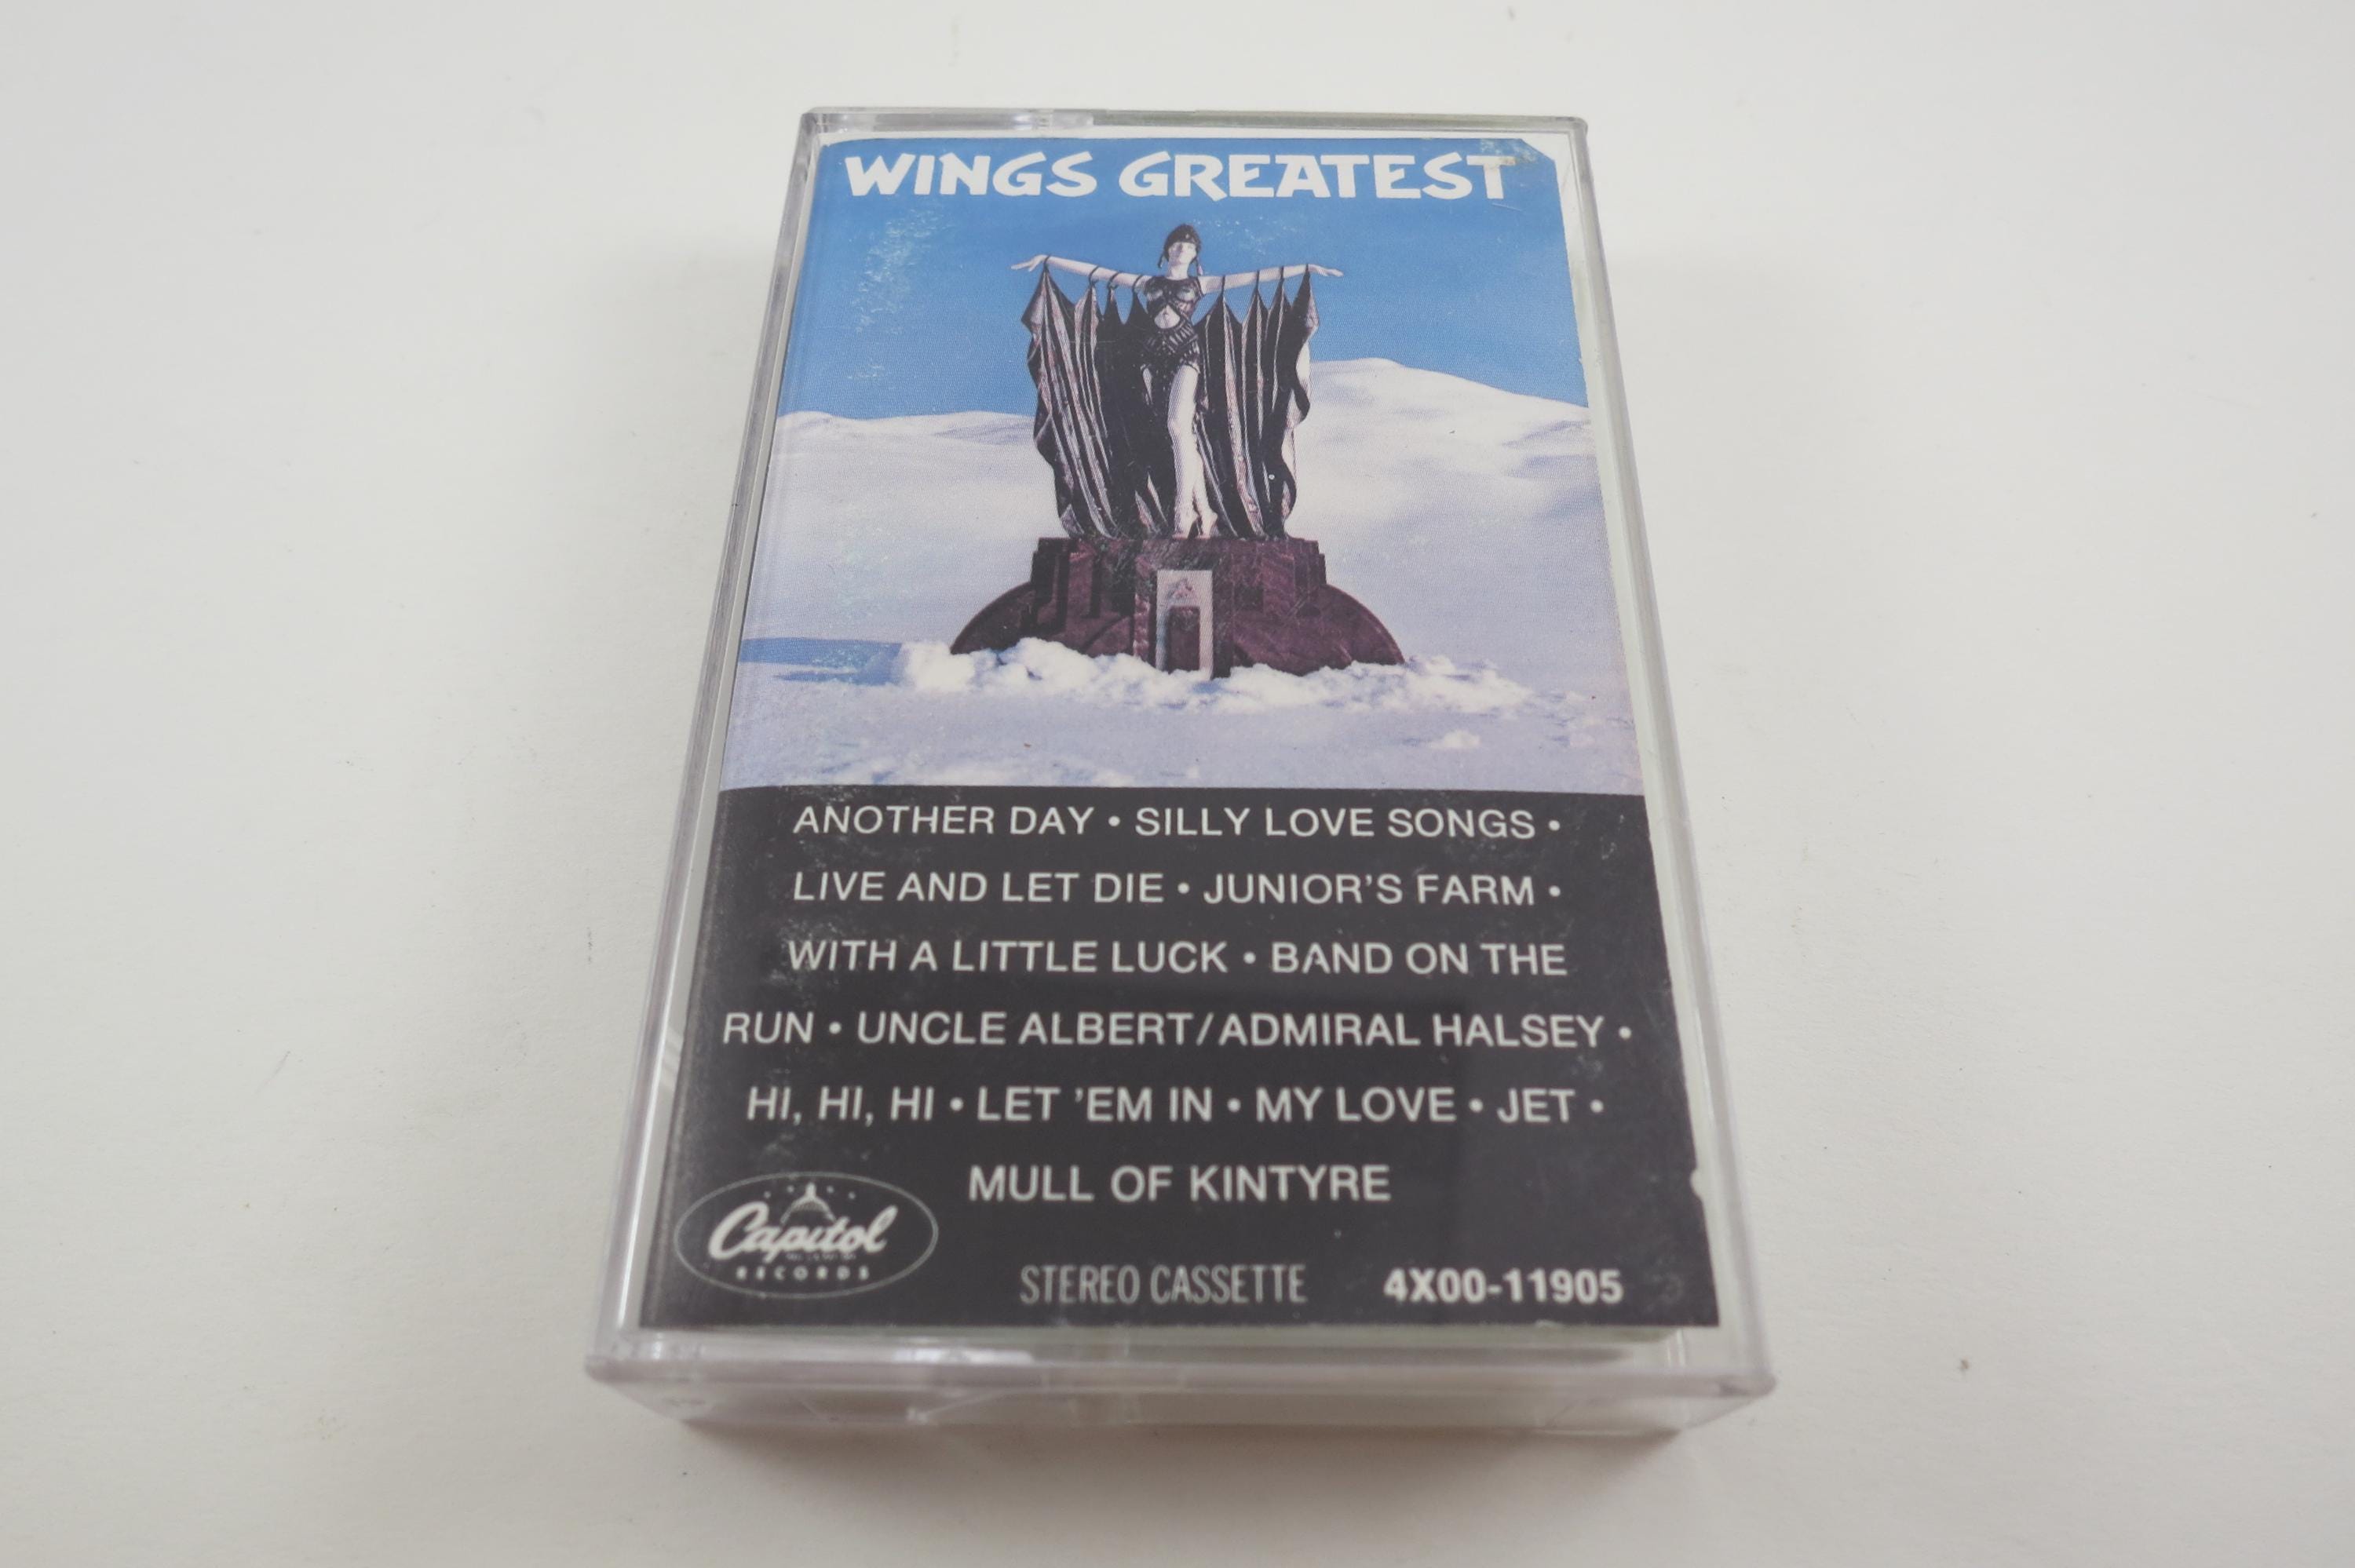 WINGS GREATEST
ANOTHER DAY • SILLY LOVE SONGS •
LIVE AND LET DIE • JUNIOR'S FARM •
WITH A LITTLE LUCK • BAND ON THE
RUN • UNCLE ALBERT/ADMIRAL HALSEY •
HI, HI, HI • LET 'EM IN • MY LOVE • JET •
MULL OF KINTYRE
Capitol
RECORDS
STEREO CASSETTE 4X00-11905